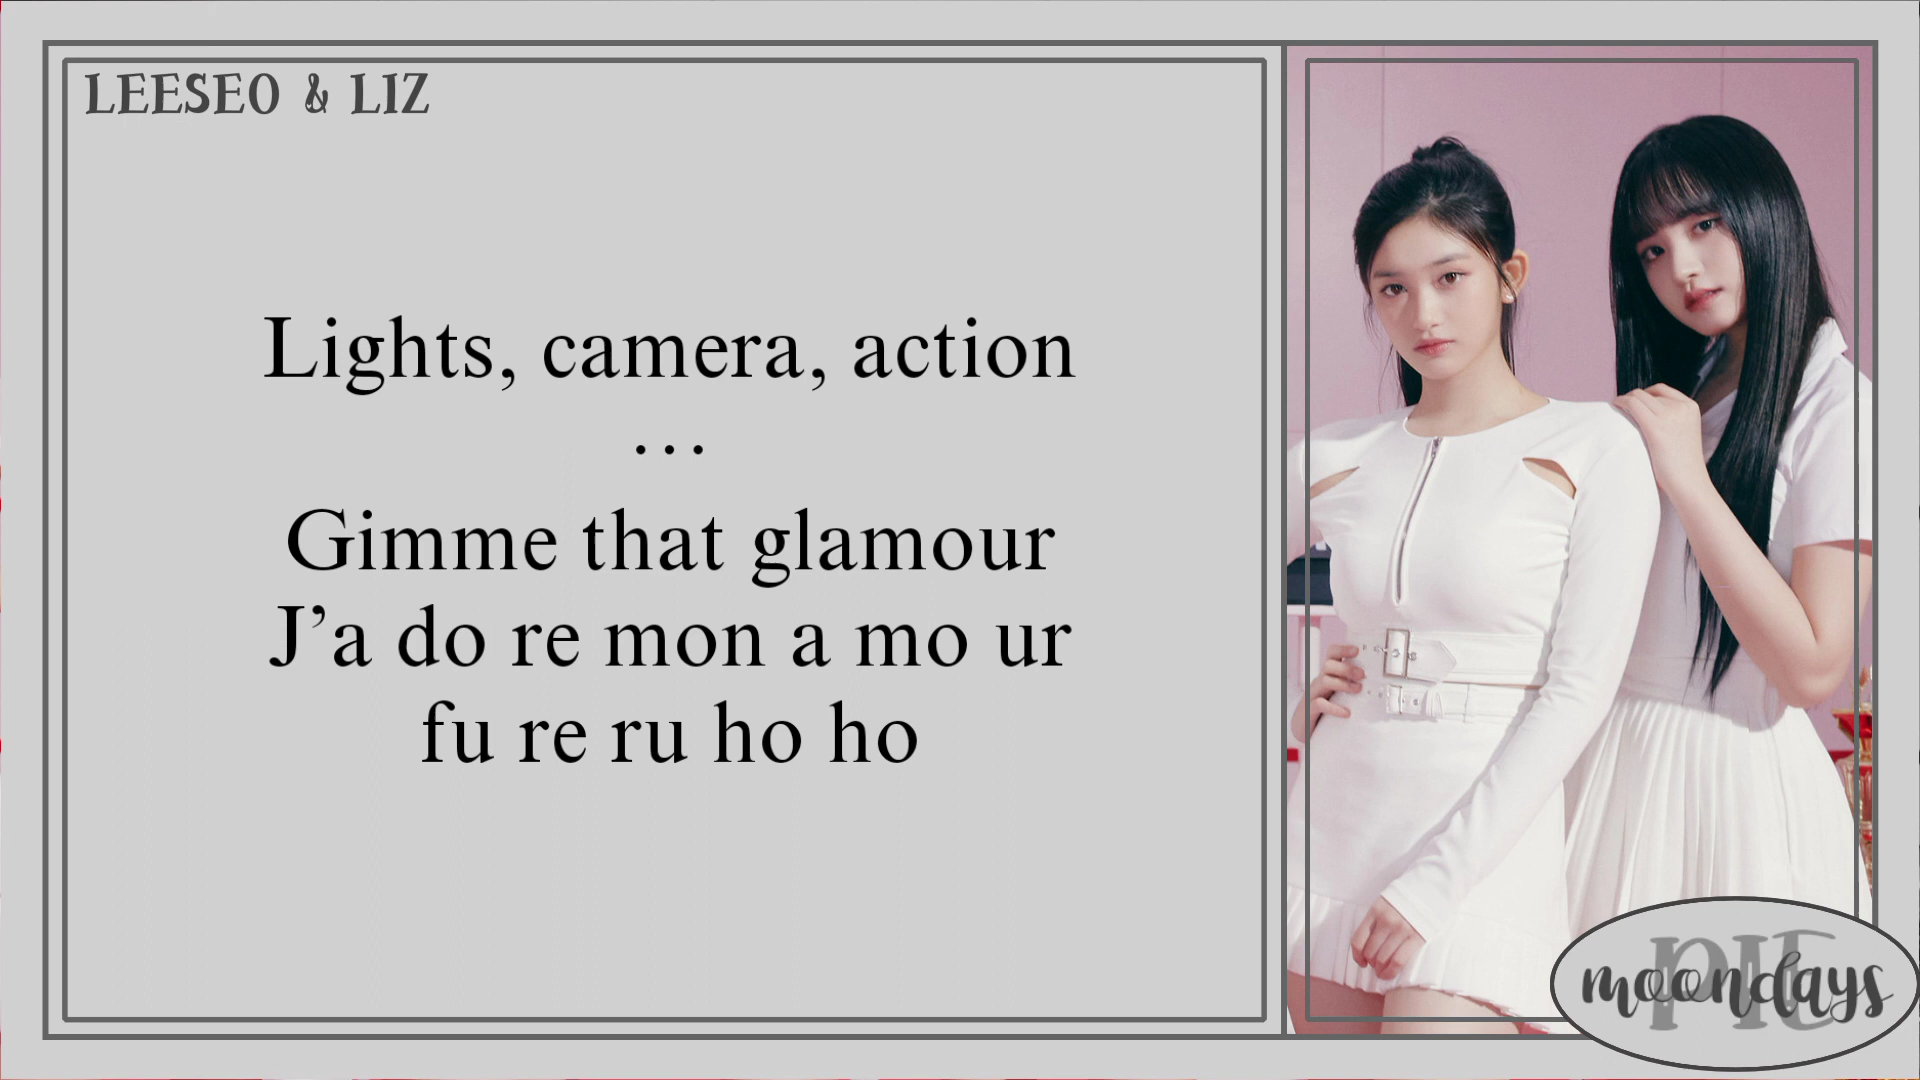 LEESEO & LIZ
Lights, camera, action
...
Gimme that glamour
J’a do re mon a mo ur
fu re ru ho ho
moondays